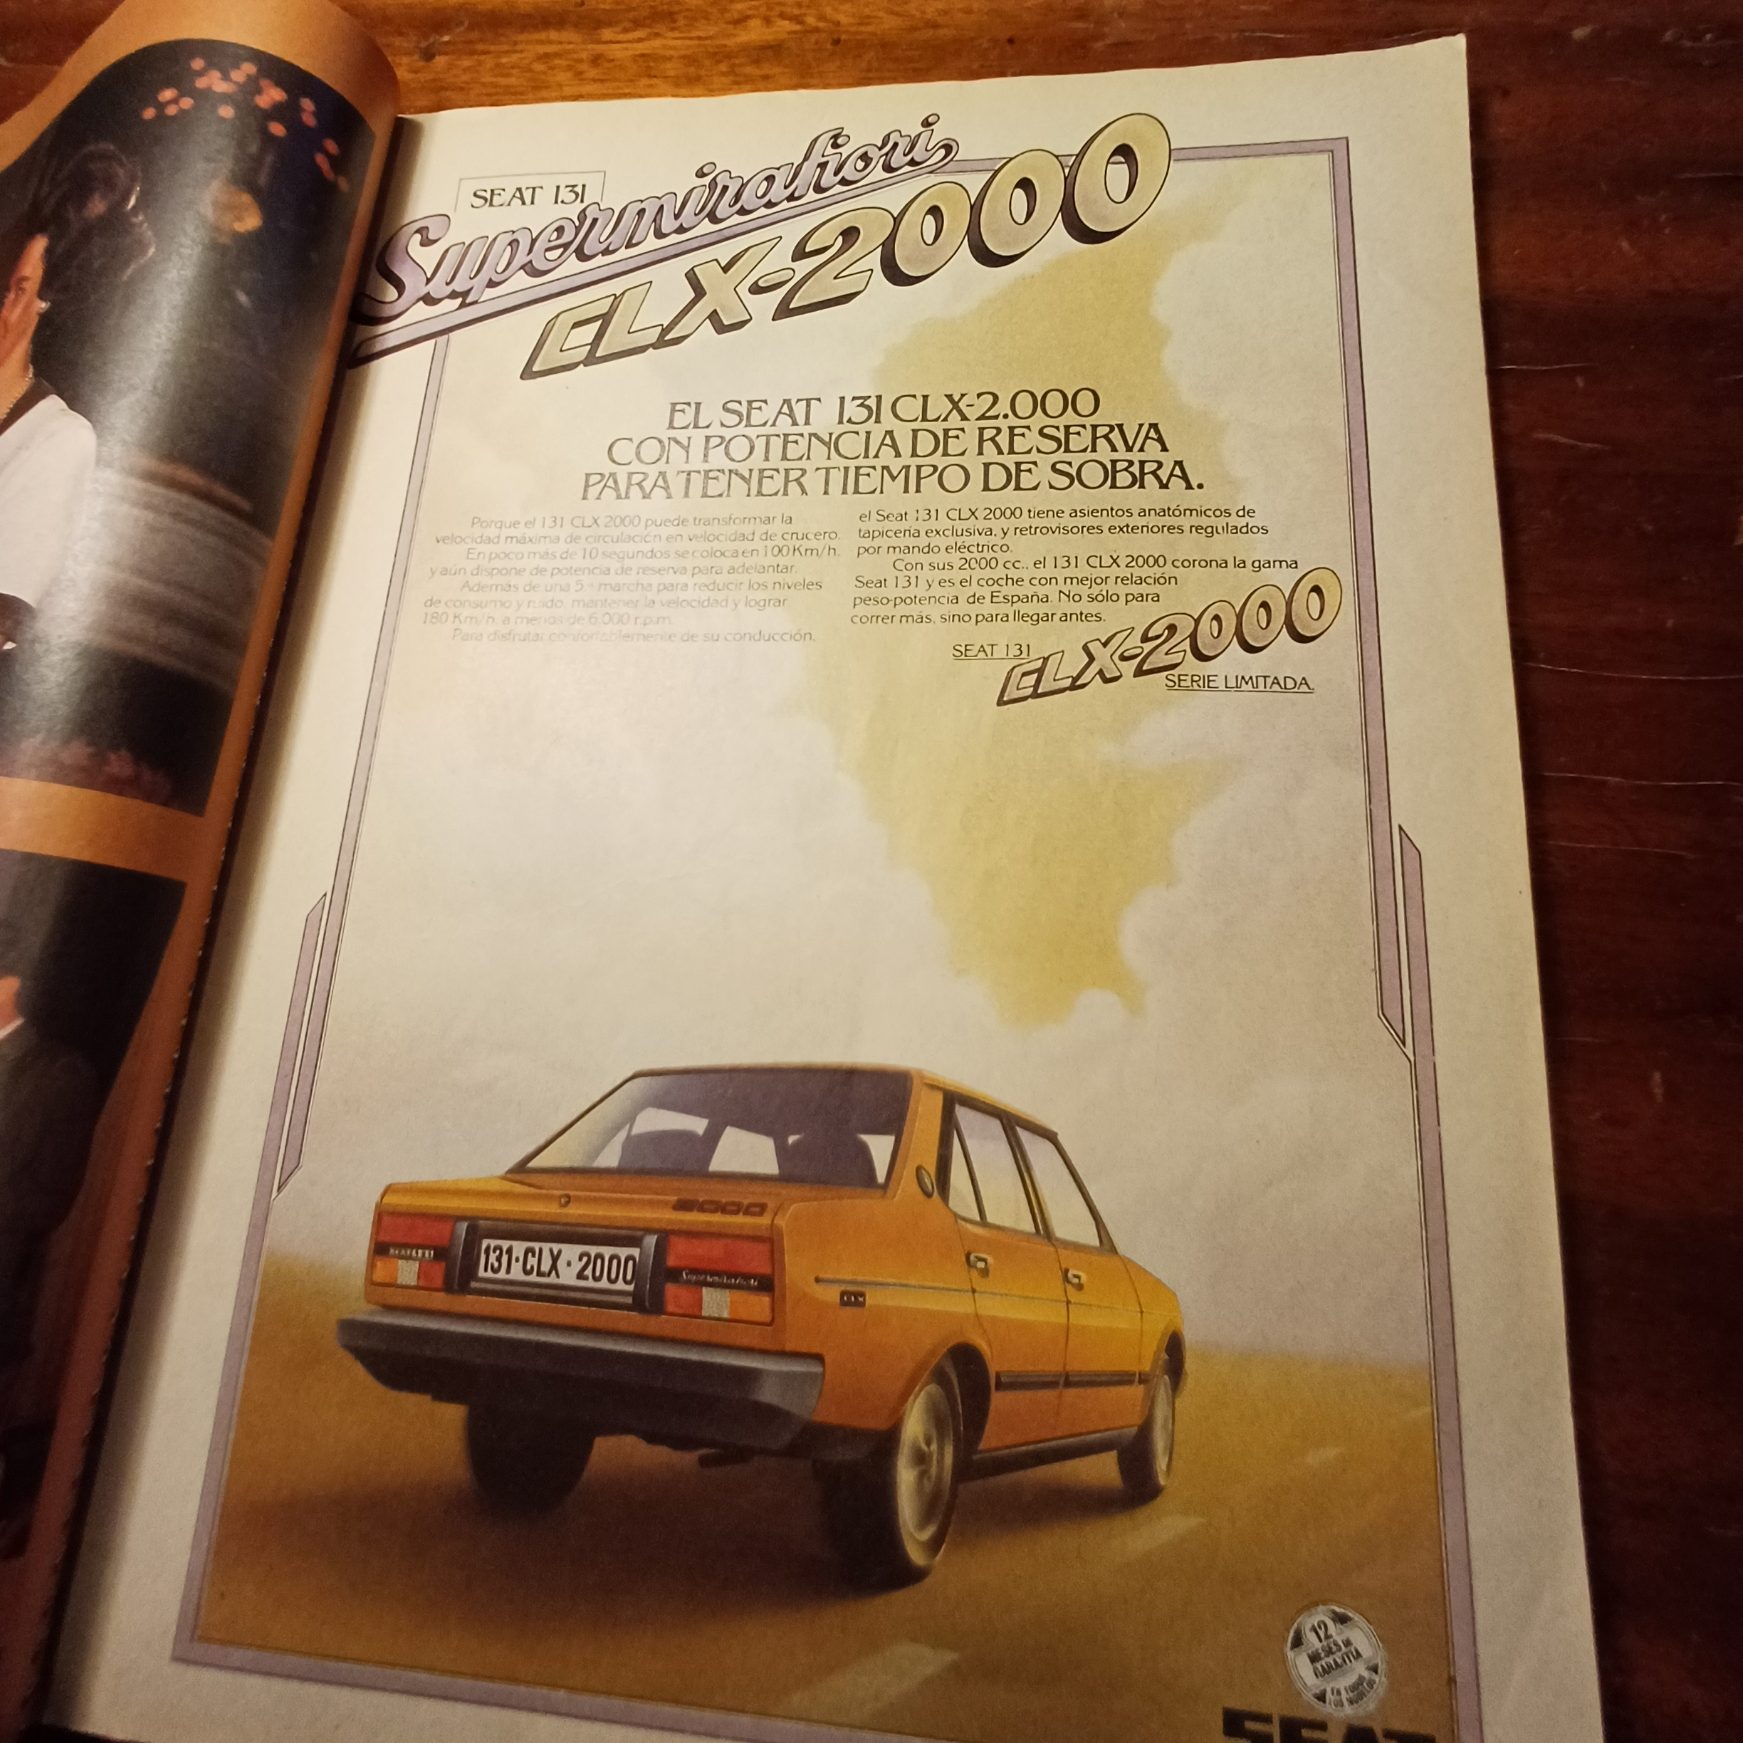 SEAT 131
Supermirafiori
CLX-2000
EL SEAT 131 CLX-2.000
CON POTENCIA DE RESERVA
PARA TENER TIEMPO DE SOBRA.
Porque el 131 CLX 2000 puede transformar la
velocidad máxima de circulación en velocidad de crucero.
En poco más de 10 segundos se coloca en 100 Km/h.
y aún dispone de potencia de reserva para adelantar.
Además de una 5.ª marcha para reducir los niveles
de consumo y ruido, mantener la velocidad y lograr
180 Km/h. a menos de 6.000 r.p.m.
Para disfrutar confortablemente de su conducción,
el Seat 131 CLX 2000 tiene asientos anatómicos de
tapicería exclusiva, y retrovisores exteriores regulados
por mando eléctrico.
Con sus 2000 cc., el 131 CLX 2000 corona la gama
Seat 131 y es el coche con mejor relación
peso-potencia de España. No sólo para
correr más, sino para llegar antes.
SEAT 131
CLX-2000
SERIE LIMITADA.
2000
131·CLX·2000
Supermirafiori
CLX
12
MESES DE
GARANTIA
EN TODOS
LOS MODELOS
SEAT